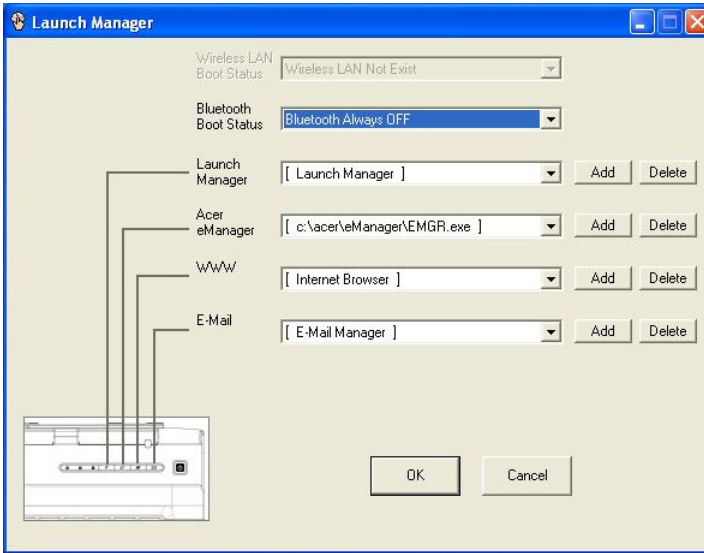 Launch Manager
Wireless LAN
Boot Status
Wireless LAN Not Exist
Bluetooth
Boot Status
Bluetooth Always OFF
Launch
Manager
[ Launch Manager ]
Add
Delete
Acer
eManager
[ c:\acer\eManager\EMGR.exe ]
Add
Delete
WWW
[ Internet Browser ]
Add
Delete
E-Mail
[ E-Mail Manager ]
Add
Delete
OK
Cancel